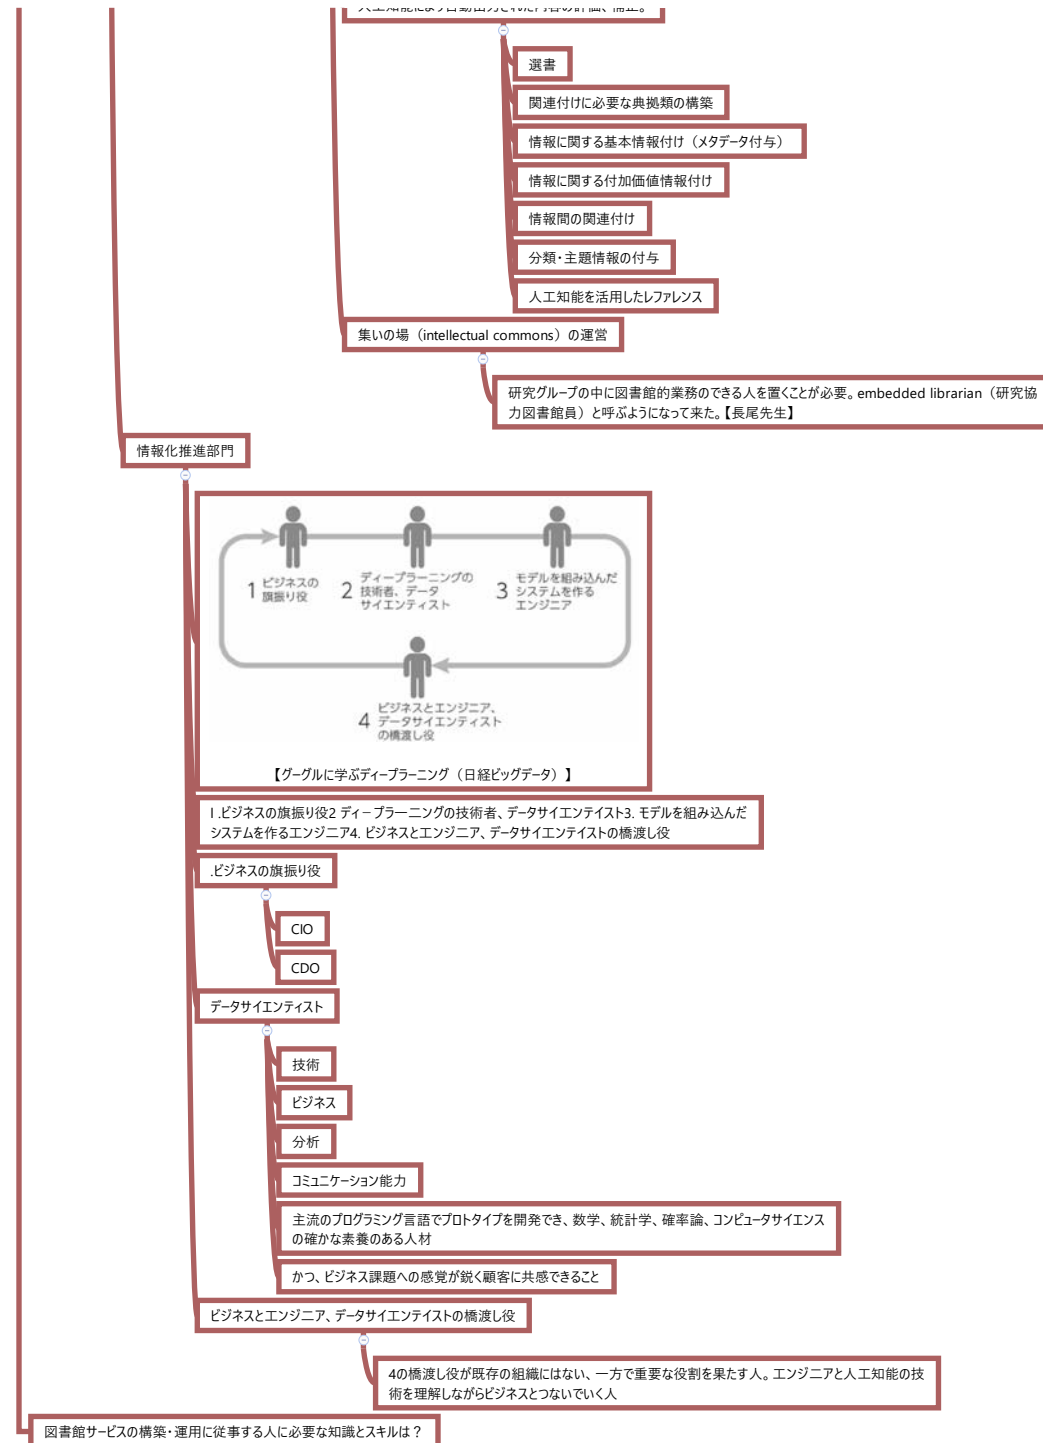 選書
関連付けに必要な典拠類の構築
情報に関する基本情報付け（メタデータ付与）
情報に関する付加価値情報付け
情報間の関連付け
分類・主題情報の付与
人工知能を活用したレファレンス
集いの場（intellectual commons）の運営
研究グループの中に図書館的業務のできる人を置くことが必要。embedded librarian（研究協
力図書館員）と呼ぶようになって来た。【長尾先生】
情報化推進部門
1 ビジネスの
旗振り役
2 ディープラーニングの
技術者、データ
サイエンティスト
3 モデルを組み込んだ
システムを作る
エンジニア
4 ビジネスとエンジニア、
データサイエンティスト
の橋渡し役
【グーグルに学ぶディープラーニング（日経ビッグデータ）】
I .ビジネスの旗振り役2 ディープラーニングの技術者、データサイエンテイスト3. モデルを組み込んだ
システムを作るエンジニア4. ビジネスとエンジニア、データサイエンテイストの橋渡し役
.ビジネスの旗振り役
CIO
CDO
データサイエンティスト
技術
ビジネス
分析
コミュニケーション能力
主流のプログラミング言語でプロトタイプを開発でき、数学、統計学、確率論、コンピュータサイエンス
の確かな素養のある人材
かつ、ビジネス課題への感覚が鋭く顧客に共感できること
ビジネスとエンジニア、データサイエンテイストの橋渡し役
4の橋渡し役が既存の組織にはない、一方で重要な役割を果たす人。エンジニアと人工知能の技
術を理解しながらビジネスとつないでいく人
図書館サービスの構築・運用に従事する人に必要な知識とスキルは？